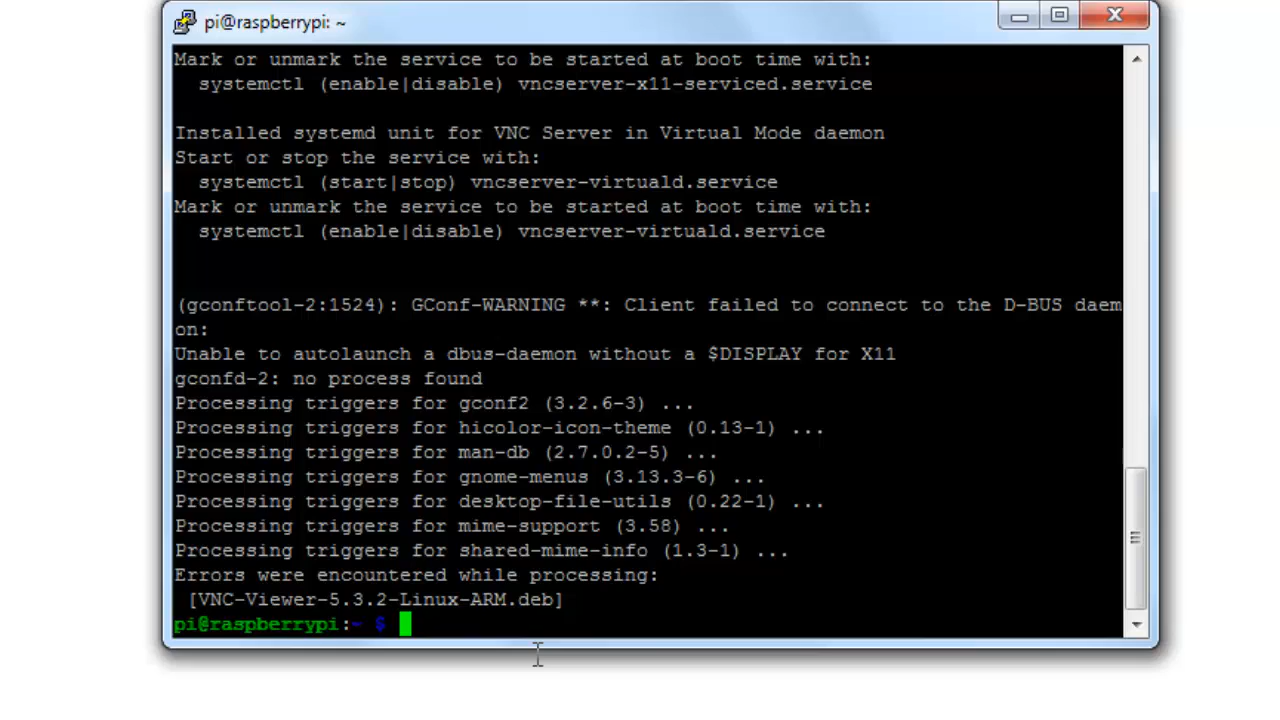 pi@raspberrypi: ~
Mark or unmark the service to be started at boot time with:
systemctl (enable|disable) vncserver-x11-serviced.service
Installed systemd unit for VNC Server in Virtual Mode daemon
Start or stop the service with:
systemctl (start|stop) vncserver-virtuald.service
Mark or unmark the service to be started at boot time with:
systemctl (enable|disable) vncserver-virtuald.service
(gconftool-2:1524): GConf-WARNING **: Client failed to connect to the D-BUS daem
on:
Unable to autolaunch a dbus-daemon without a $DISPLAY for X11
gconfd-2: no process found
Processing triggers for gconf2 (3.2.6-3) ...
Processing triggers for hicolor-icon-theme (0.13-1) ...
Processing triggers for man-db (2.7.0.2-5) ...
Processing triggers for gnome-menus (3.13.3-6) ...
Processing triggers for desktop-file-utils (0.22-1) ...
Processing triggers for mime-support (3.58) ...
Processing triggers for shared-mime-info (1.3-1) ...
Errors were encountered while processing:
[VNC-Viewer-5.3.2-Linux-ARM.deb]
pi@raspberrypi:~ $